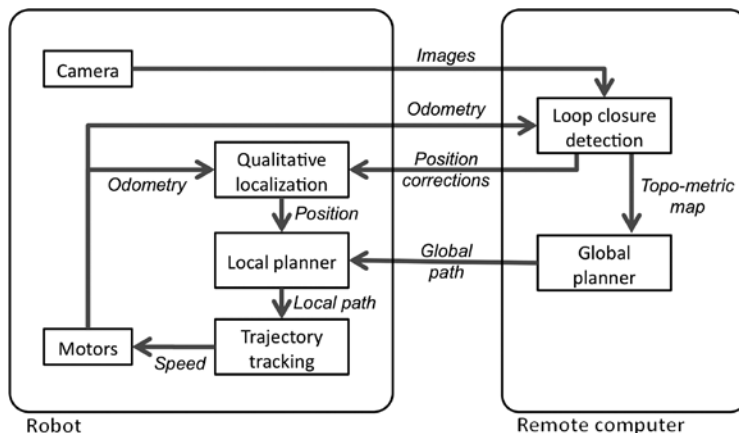 Images
Camera
Odometry
Loop closure
detection
Qualitative
localization
Position
corrections
Odometry
Topo-metric
map
Position
Local planner
Global
path
Global
planner
Local path
Motors
Speed
Trajectory
tracking
Robot
Remote computer